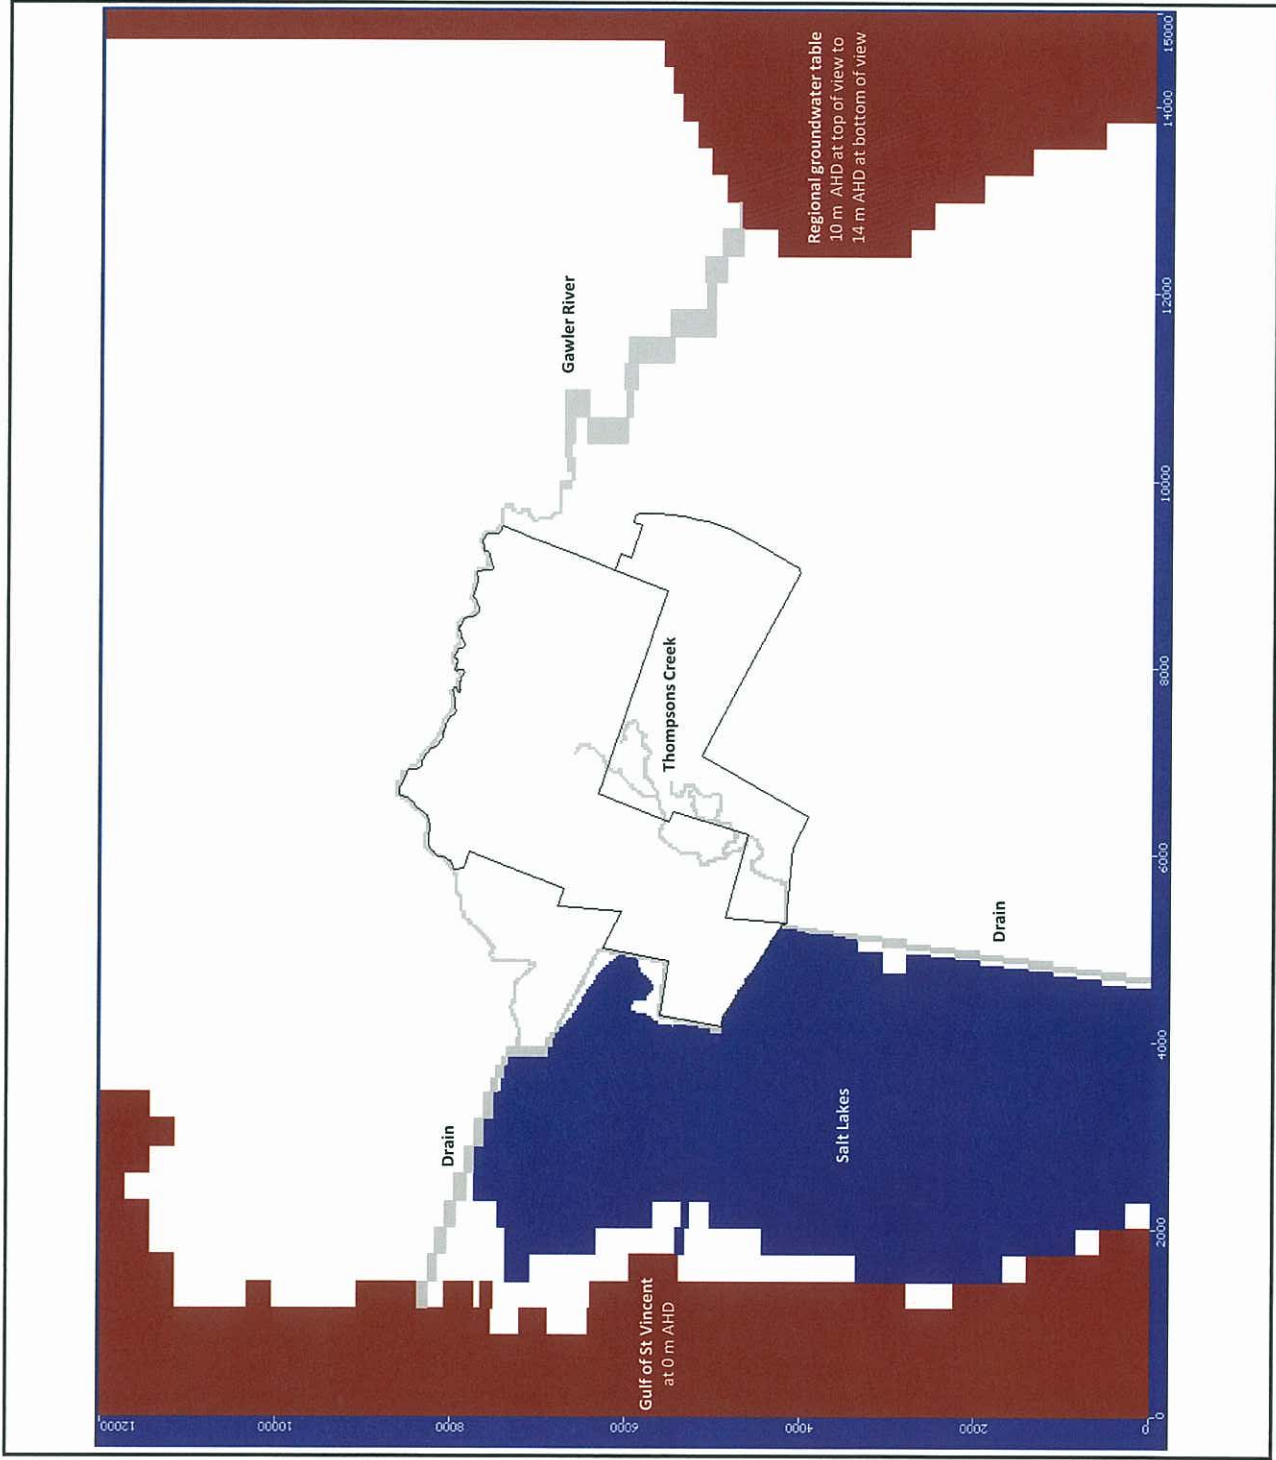 Regional groundwater table
10 m AHD at top of view to
14 m AHD at bottom of view
Gawler River
Thompsons Creek
Drain
Drain
Salt Lakes
Gulf of St Vincent
at 0 m AHD
12000
10000
8000
6000
4000
2000
0
0
2000
4000
6000
8000
10000
12000
14000
15000